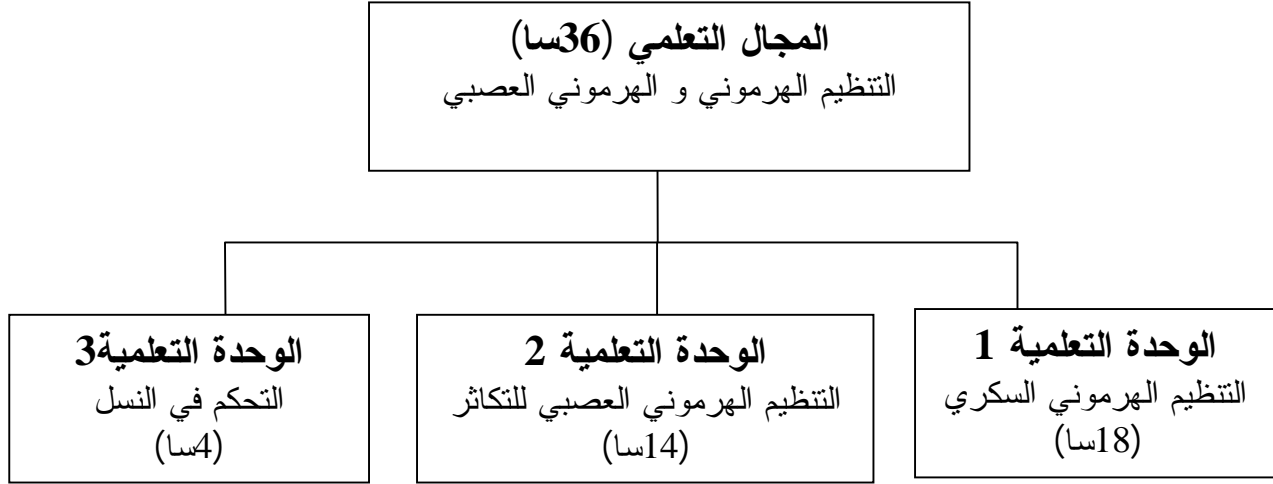 المجال التعلمي (36سا)
التنظيم الهرموني و الهرموني العصبي
الوحدة التعلمية 1
التنظيم الهرموني السكري
(18سا)
الوحدة التعلمية 2
التنظيم الهرموني العصبي للتكاثر
(14سا)
الوحدة التعلمية3
التحكم في النسل
(4سا)